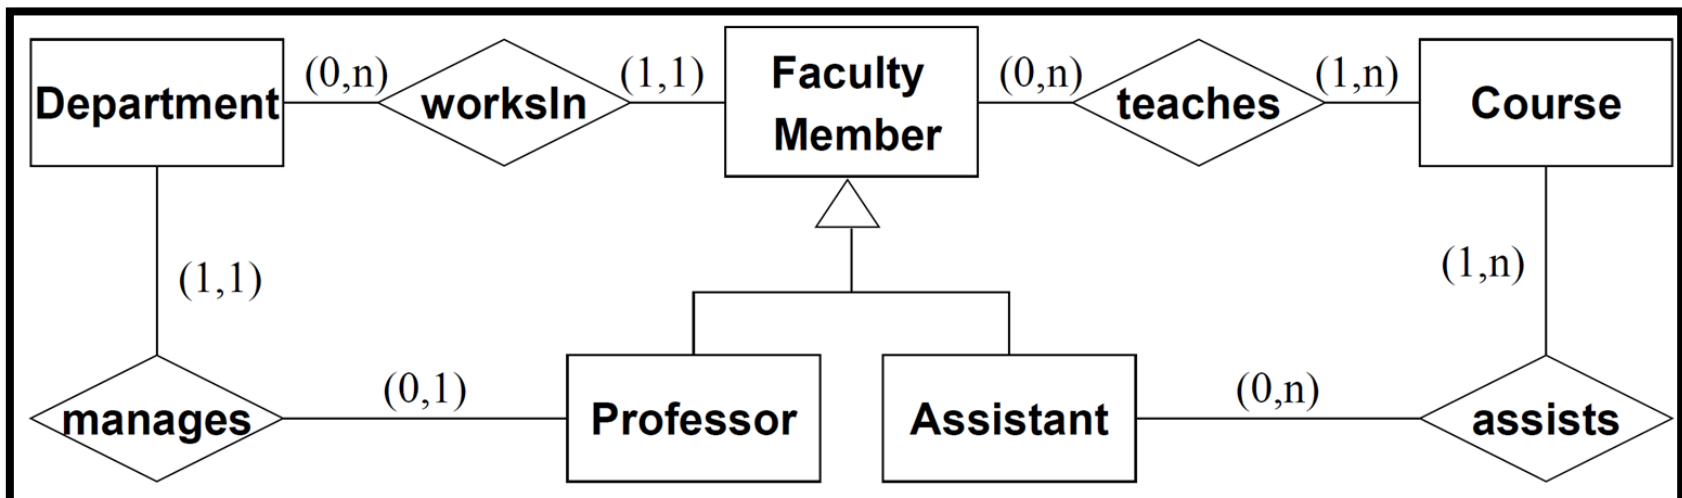 Department
(0,n)
worksIn
(1,1)
Faculty
Member
(0,n)
teaches
(1,n)
Course
(1,1)
(1,n)
manages
(0,1)
Professor
Assistant
(0,n)
assists